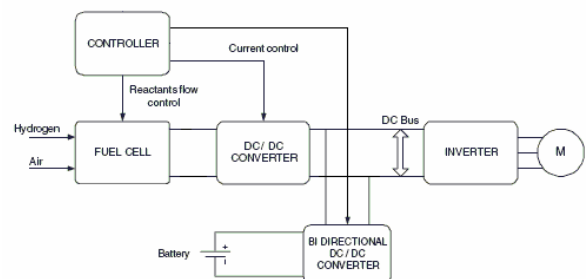 CONTROLLER
Current control
Reactants flow
control
DC Bus
Hydrogen
Air
FUEL CELL
DC/ DC
CONVERTER
INVERTER
M
Battery
+
BI DIRECTIONAL
DC / DC
CONVERTER